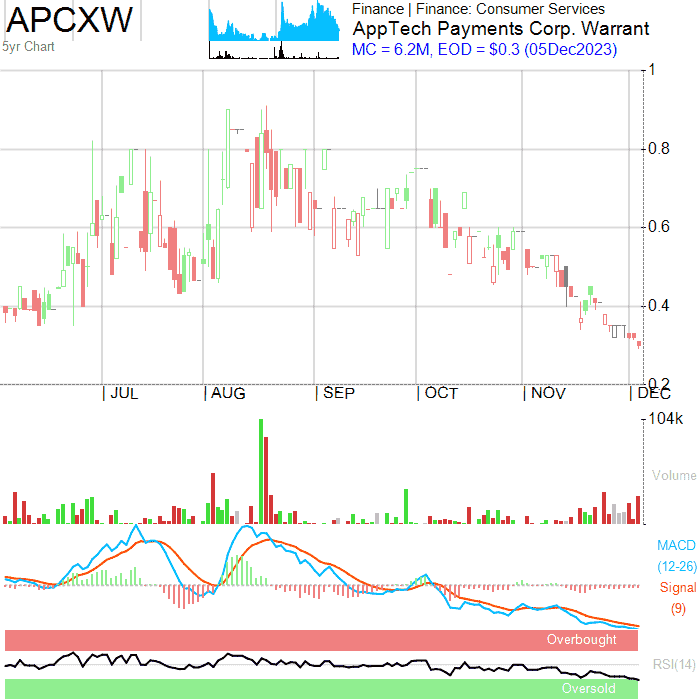 APCXW
5yr Chart
Finance | Finance: Consumer Services
AppTech Payments Corp. Warrant
MC = 6.2M, EOD = $0.3 (05Dec2023)
1
0.8
0.6
0.4
0.2
| JUL | AUG | SEP | OCT | NOV | DEC
104k
Volume
MACD
(12-26)
Signal
(9)
Overbought
RSI(14)
Oversold